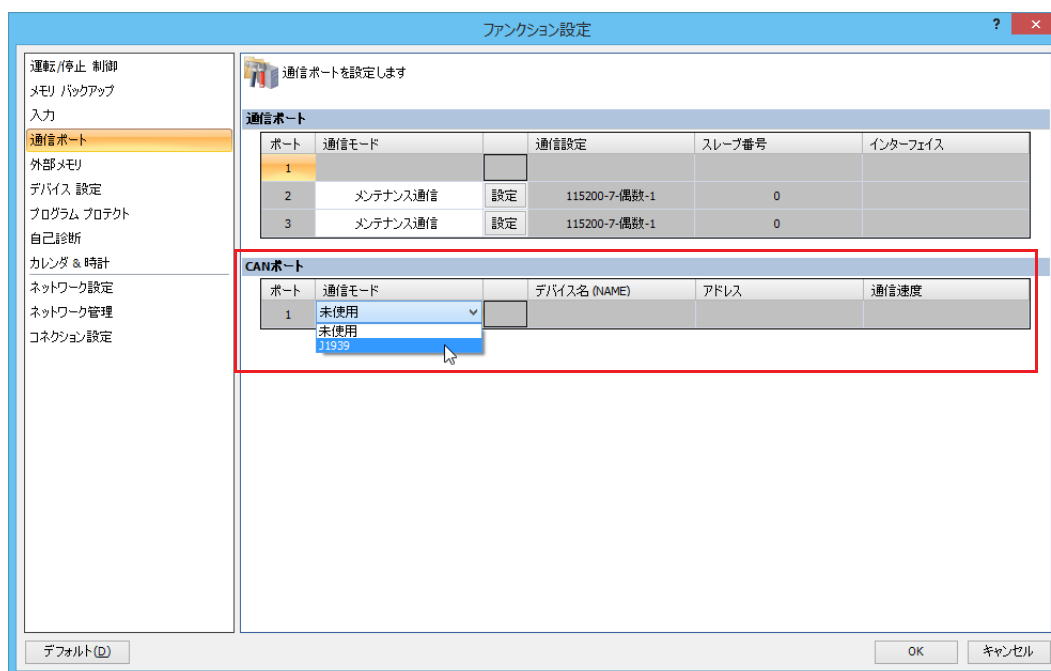 ファンクション設定
?
×
運転/停止 制御
メモリ バックアップ
入力
通信ポート
外部メモリ
デバイス 設定
プログラム プロテクト
自己診断
カレンダ & 時計
ネットワーク設定
ネットワーク管理
コネクション設定
通信ポートを設定します
通信ポート
ポート 通信モード 通信設定 スレーブ番号 インターフェイス
1
2 メンテナンス通信 設定 115200-7-偶数-1 0
3 メンテナンス通信 設定 115200-7-偶数-1 0
CANポート
ポート 通信モード デバイス名 (NAME) アドレス 通信速度
1 未使用
未使用
J1939
デフォルト(D) OK キャンセル